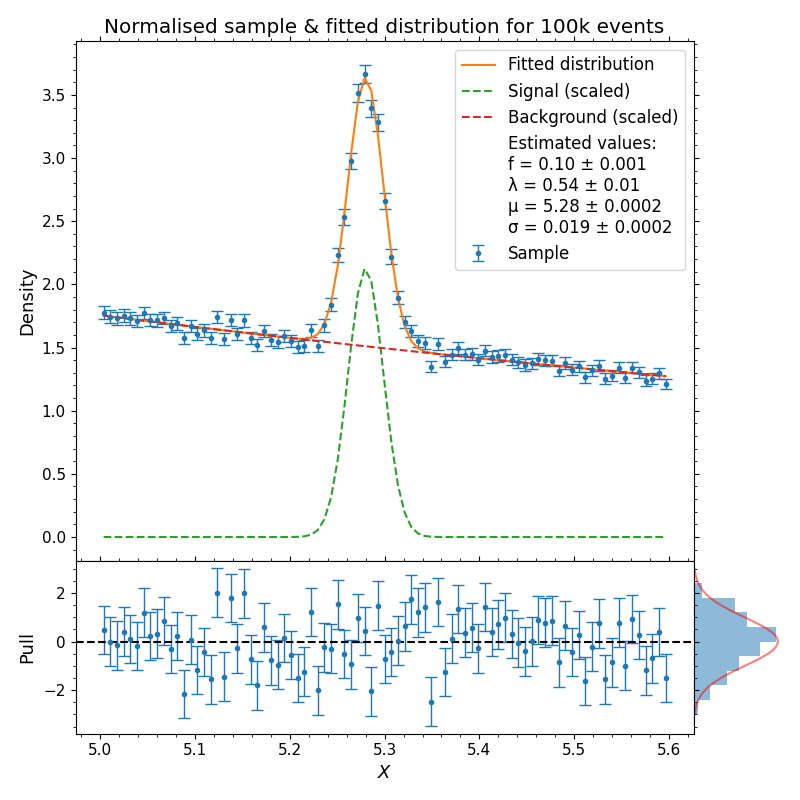 Normalised sample & fitted distribution for 100k events
Fitted distribution
Signal (scaled)
Background (scaled)
Estimated values:
f = 0.10 ± 0.001
λ = 0.54 ± 0.01
μ = 5.28 ± 0.0002
σ = 0.019 ± 0.0002
Sample
Density
3.5
3.0
2.5
2.0
1.5
1.0
0.5
0.0
Pull
2
0
−2
5.0 5.1 5.2 5.3 5.4 5.5 5.6
X